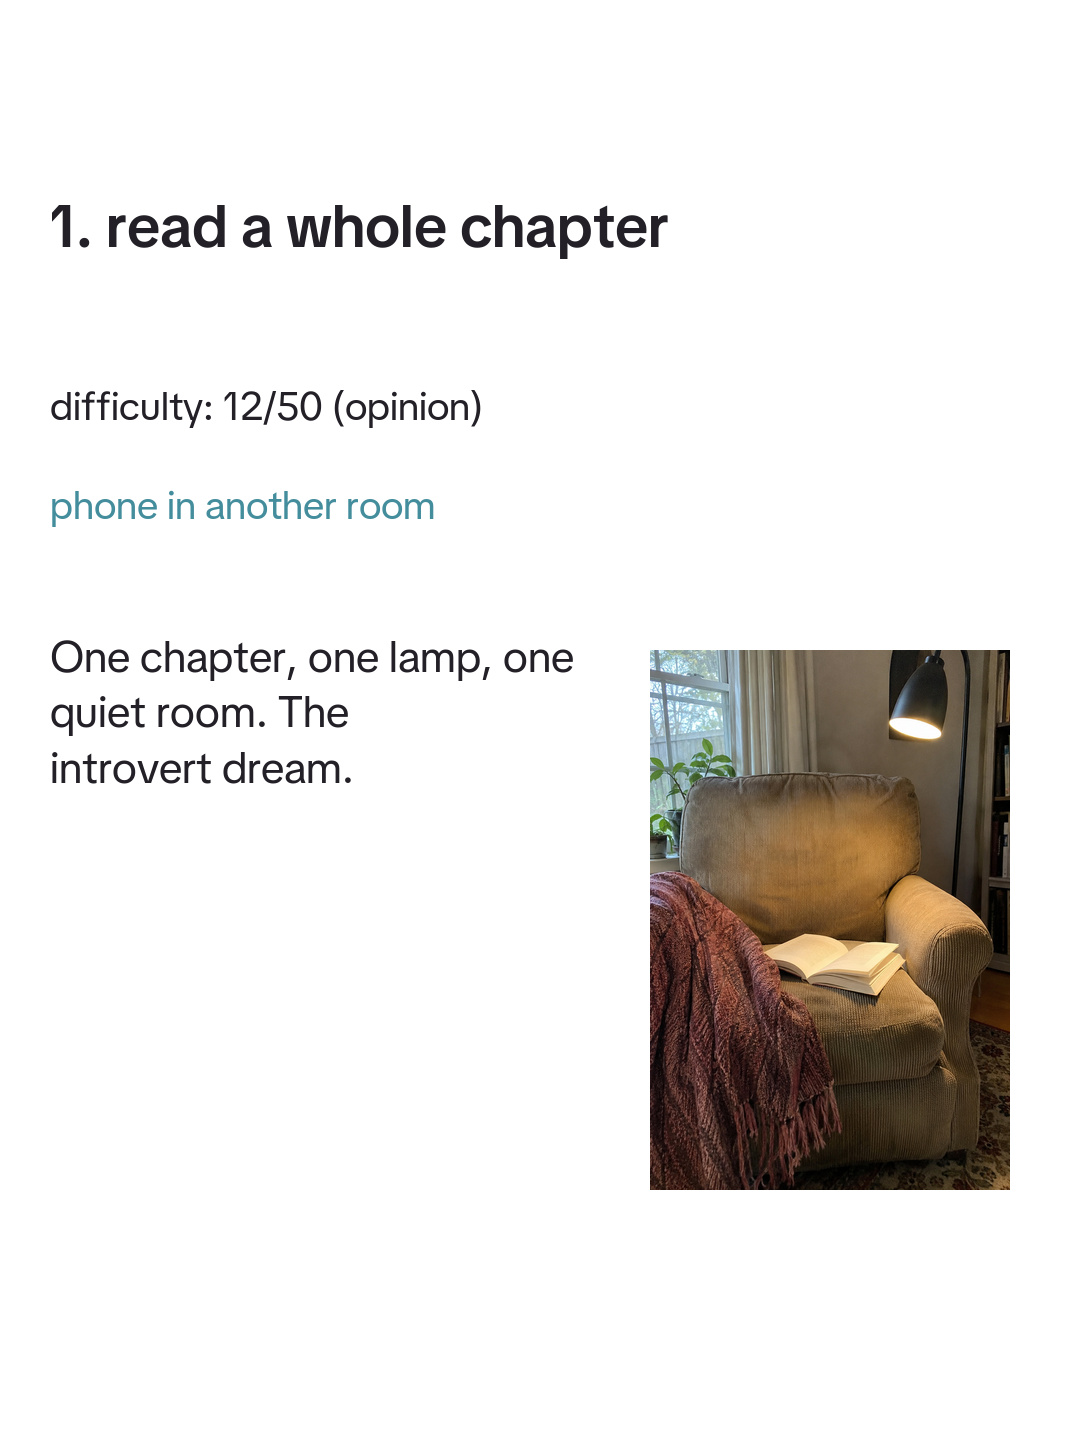 1. read a whole chapter
difficulty: 12/50 (opinion)
phone in another room
One chapter, one lamp, one
quiet room. The
introvert dream.